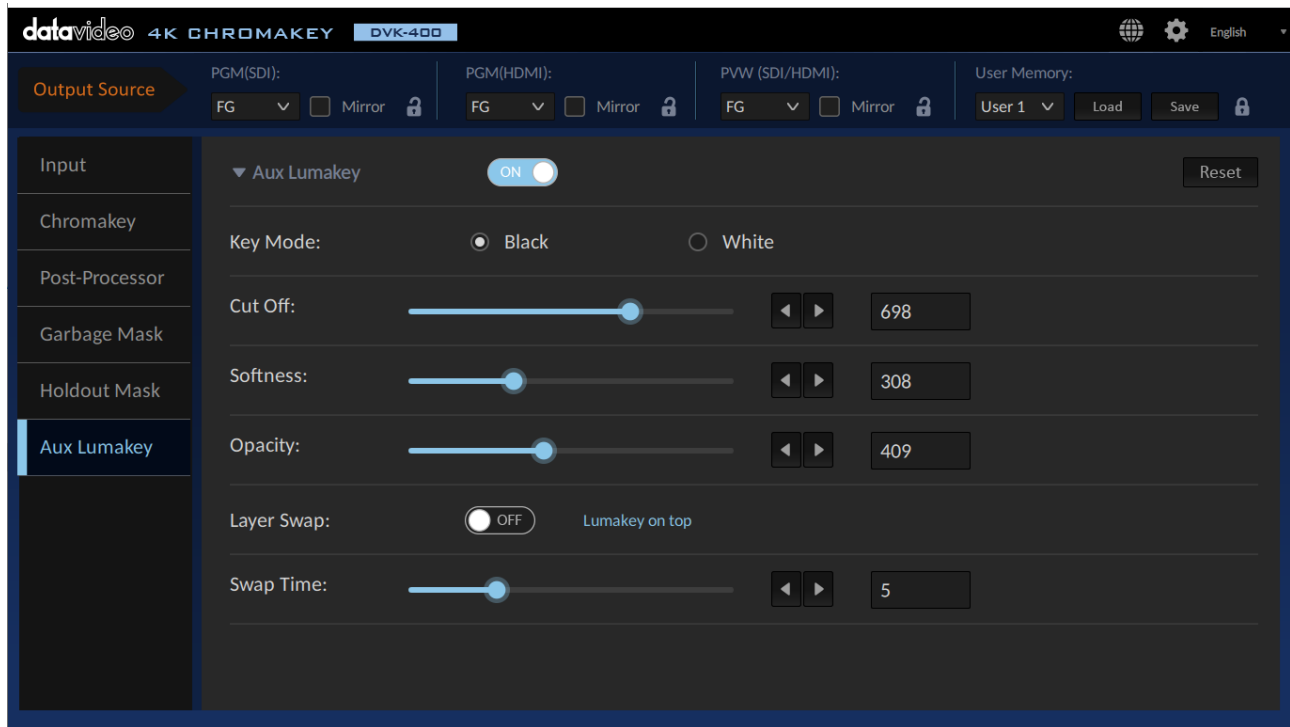 datavideo 4K CHROMAKEY DVK-400 English
Output Source
PGM(SDI): PGM(HDMI): PVW (SDI/HDMI): User Memory:
FG Mirror FG Mirror FG Mirror User 1 Load Save
Input
Chromakey
Post-Processor
Garbage Mask
Holdout Mask
Aux Lumakey
Aux Lumakey ON Reset
Key Mode: Black White
Cut Off: 698
Softness: 308
Opacity: 409
Layer Swap: OFF Lumakey on top
Swap Time: 5